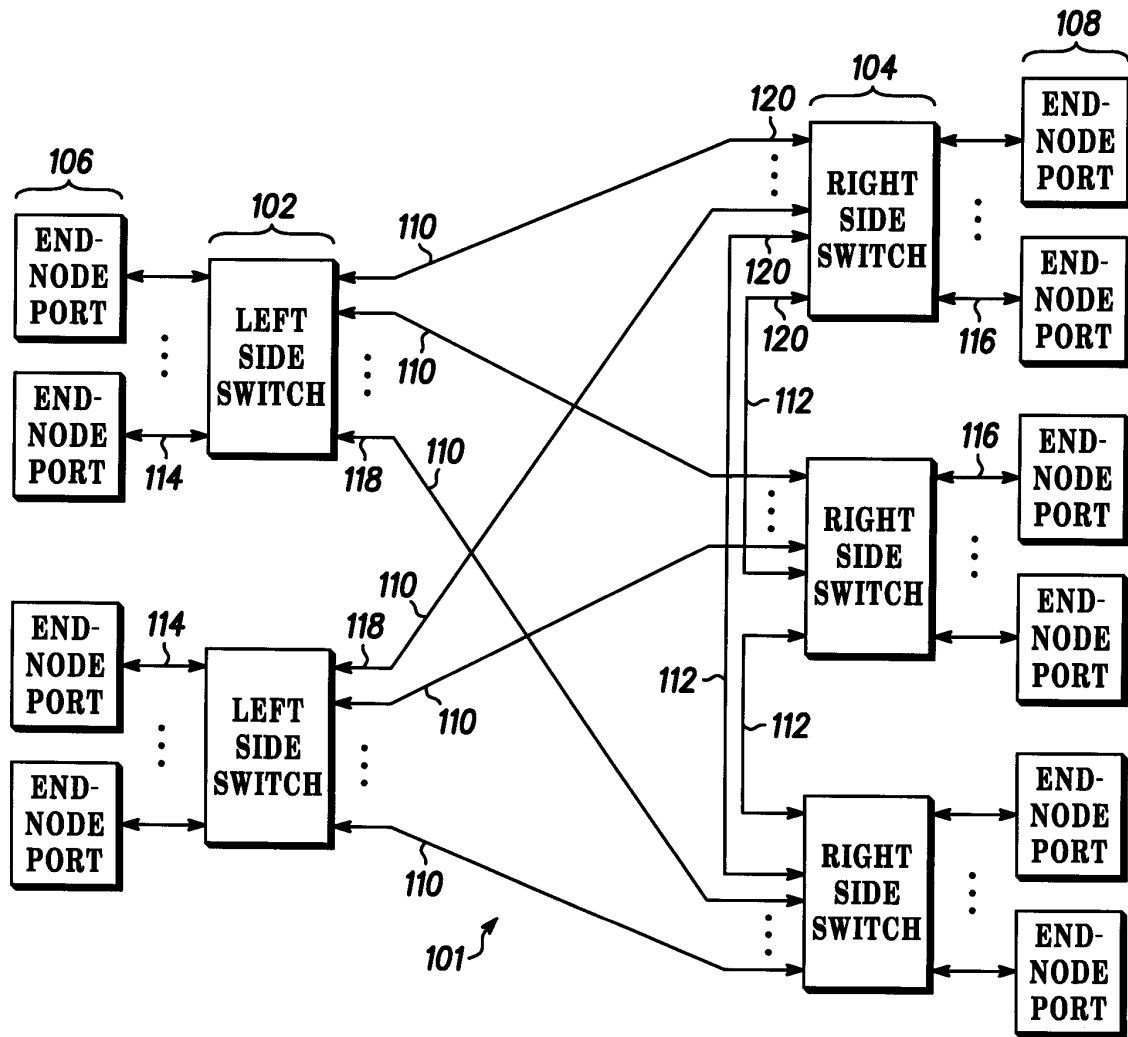 108
104
120
END-
NODE
PORT
106
102
RIGHT
SIDE
SWITCH
110
END-
NODE
PORT
120
END-
NODE
PORT
LEFT
SIDE
SWITCH
120
116
110
112
END-
NODE
PORT
114
118
110
116
END-
NODE
PORT
RIGHT
SIDE
SWITCH
110
END-
NODE
PORT
END-
NODE
PORT
114
118
112
110
112
LEFT
SIDE
SWITCH
END-
NODE
PORT
END-
NODE
PORT
110
RIGHT
SIDE
SWITCH
101
END-
NODE
PORT